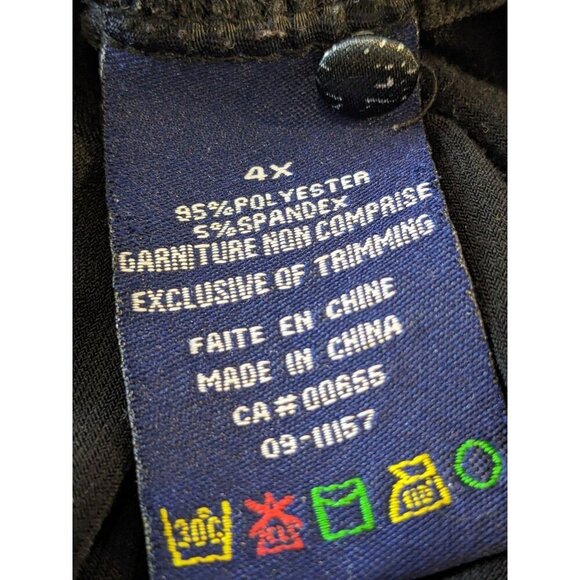 4X
95%POLYESTER
5%SPANDEX
GARNITURE NON COMPRISE
EXCLUSIVE OF TRIMMING
FAITE EN CHINE
MADE IN CHINA
CA#00655
09-11157
30C